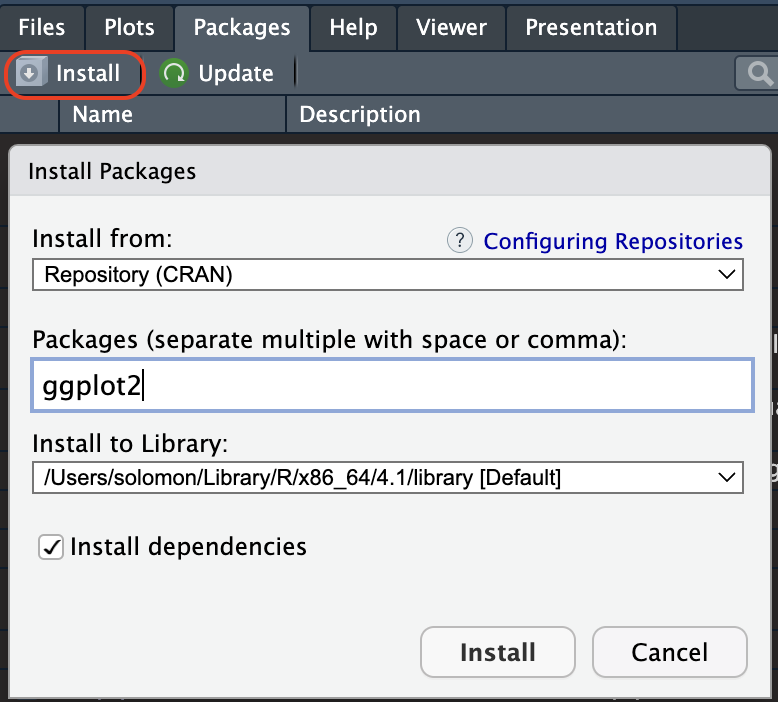 Files Plots Packages Help Viewer Presentation
Install Update
Name Description
Install Packages
Install from: ? Configuring Repositories
Repository (CRAN)
Packages (separate multiple with space or comma):
ggplot2
Install to Library:
/Users/solomon/Library/R/x86_64/4.1/library [Default]
Install dependencies
Install Cancel